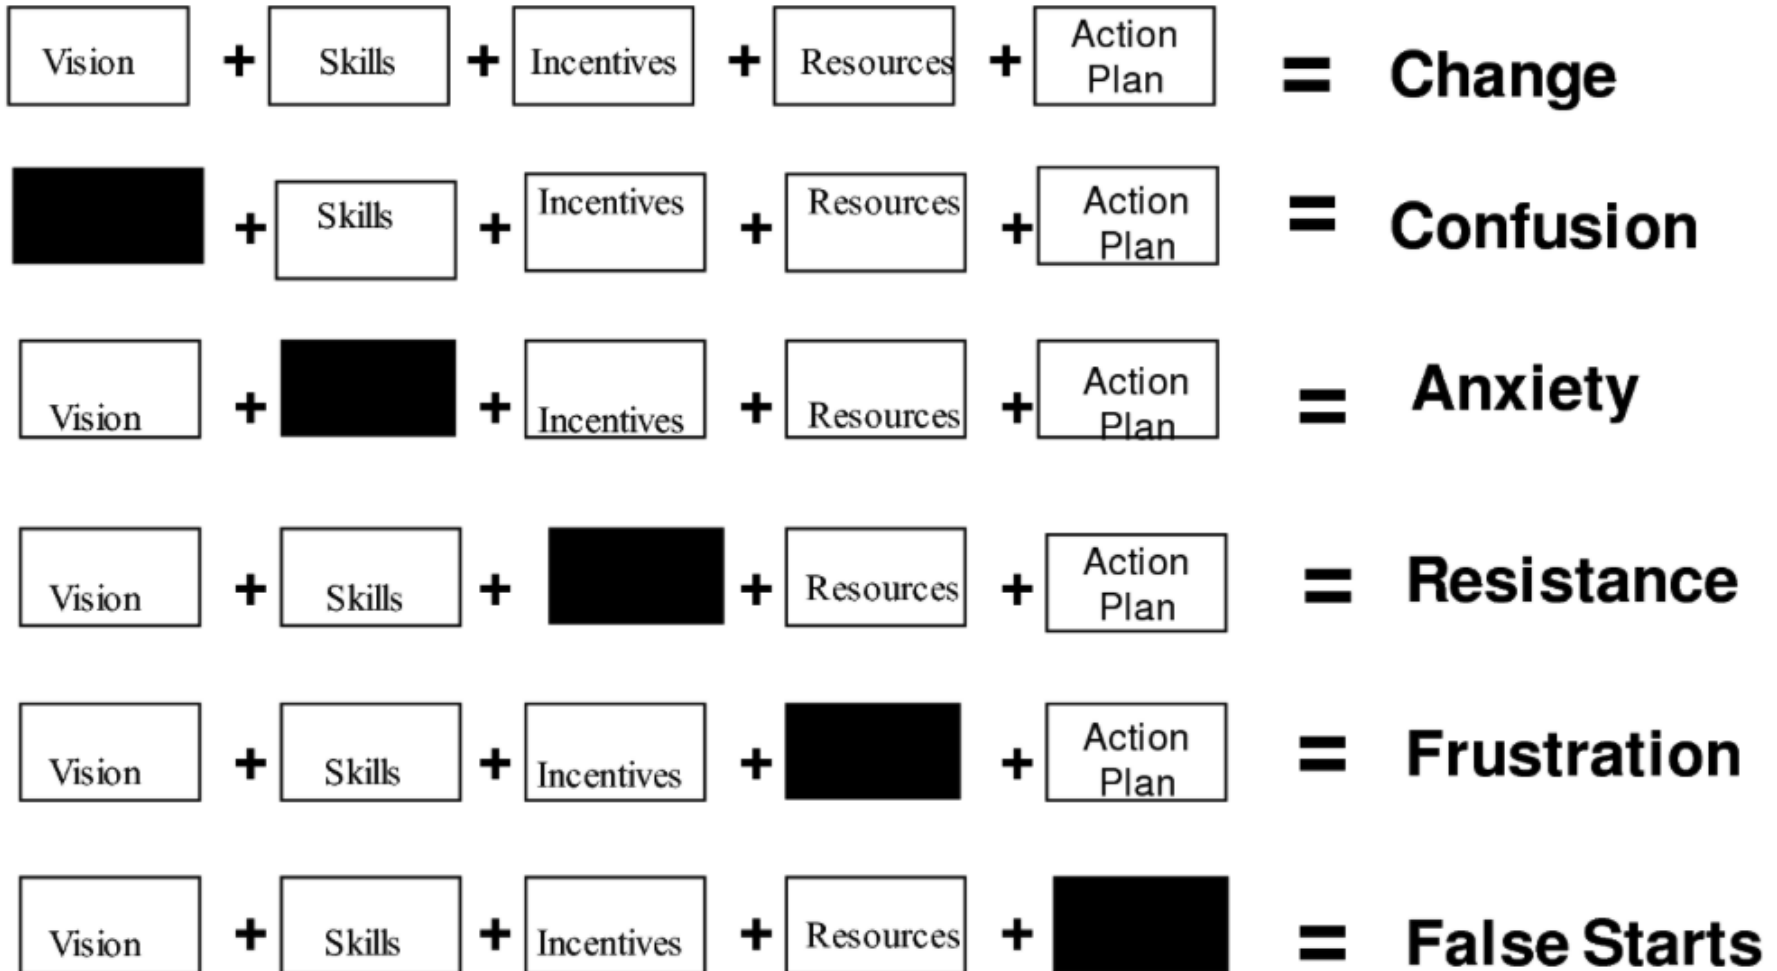 Vision + Skills + Incentives + Resources + Action Plan = Change
+ Skills + Incentives + Resources + Action Plan = Confusion
Vision + + Incentives + Resources + Action Plan = Anxiety
Vision + Skills + + Resources + Action Plan = Resistance
Vision + Skills + Incentives + + Action Plan = Frustration
Vision + Skills + Incentives + Resources + = False Starts